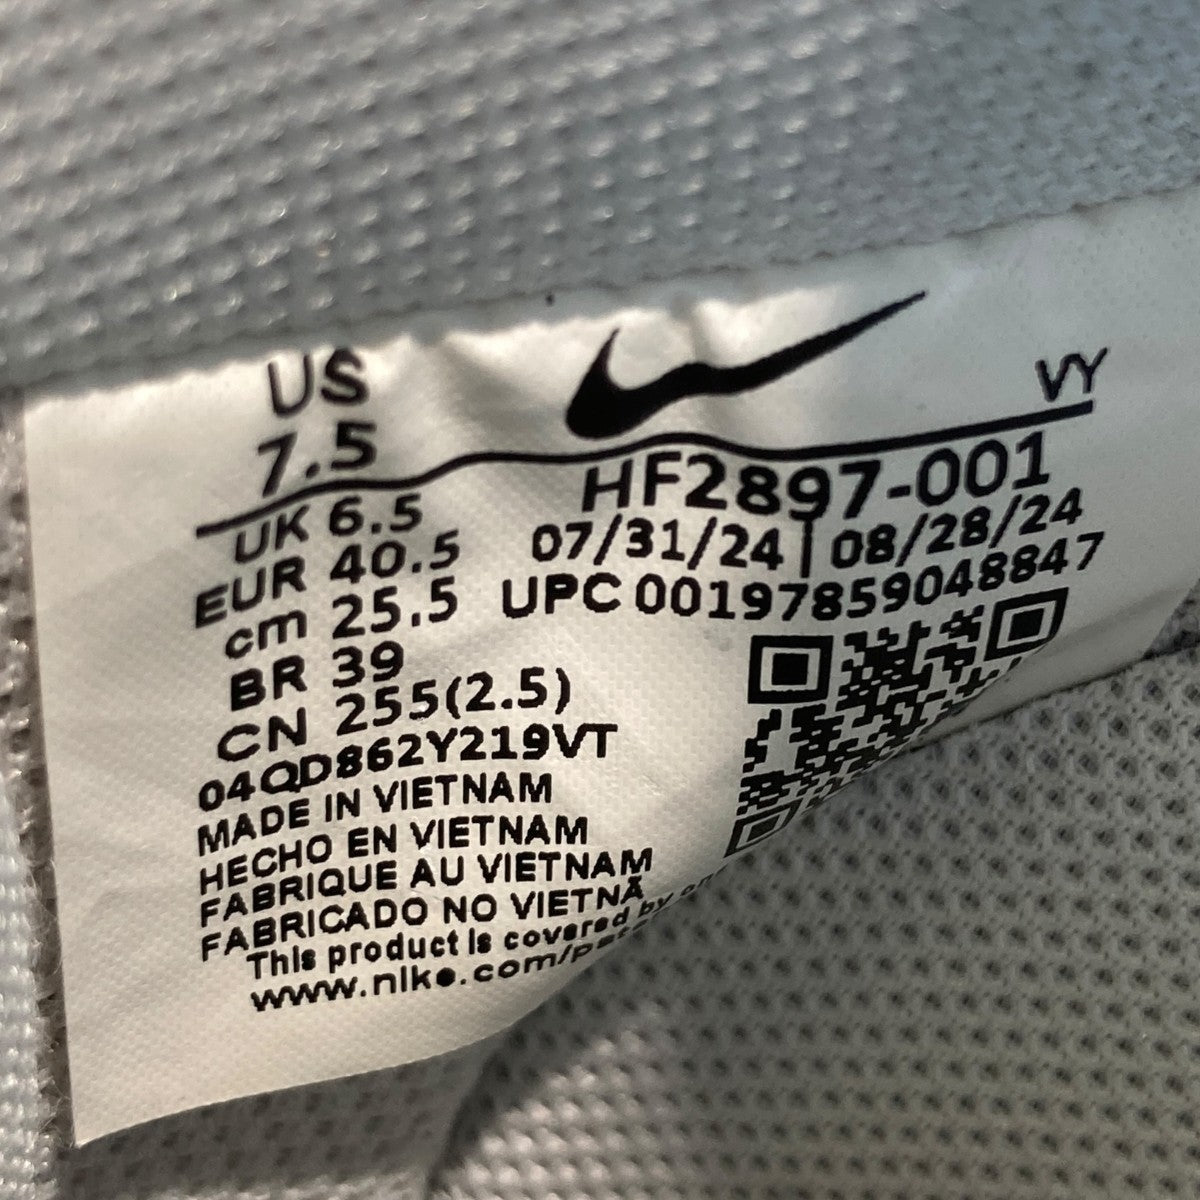 US
7.5
VY
UK 6.5
HF2897-001
EUR 40.5
07/31/24 | 08/28/24
cm 25.5
UPC 00197859048847
BR 39
CN 255(2.5)
04QD862Y219VT
MADE IN VIETNAM
HECHO EN VIETNAM
FABRIQUE AU VIETNAM
FABRICADO NO VIETNÃ
This product is covered by
www.nike.com/